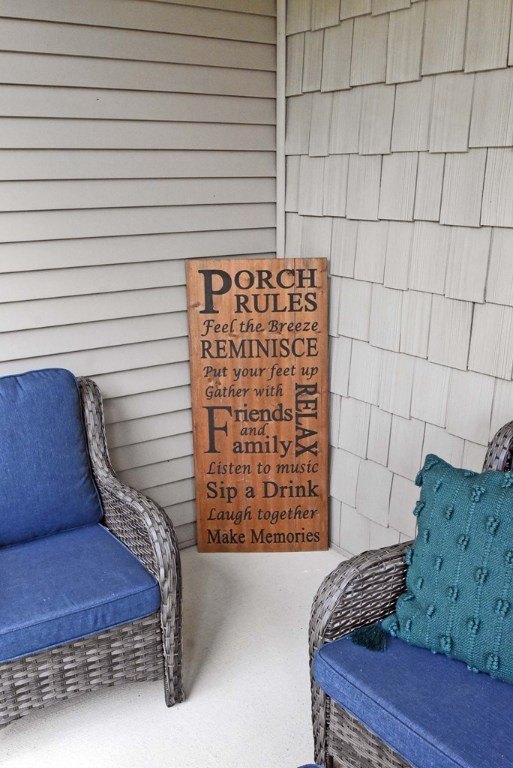 PORCH
RULES
Feel the Breeze
REMINISCE
Put your feet up
Gather with
Friends
and
Family
RELAX
Listen to music
Sip a Drink
Laugh together
Make Memories